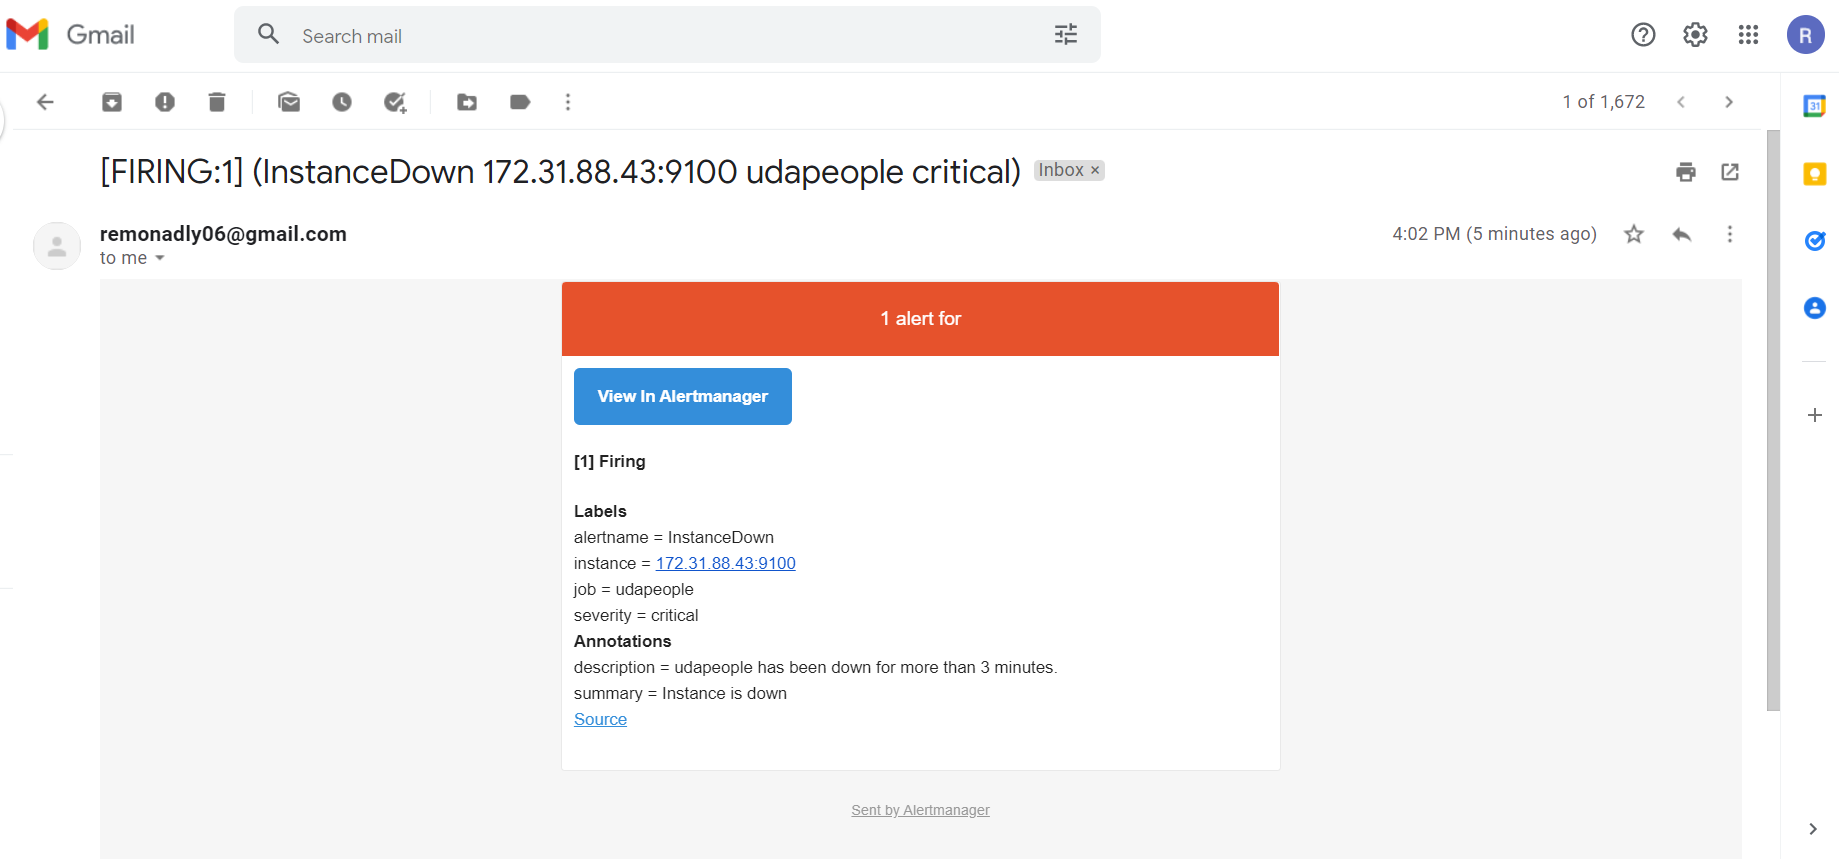 Gmail
Search mail
R
1 of 1,672
31
[FIRING:1] (InstanceDown 172.31.88.43:9100 udapeople critical) Inbox ×
remonadly06@gmail.com
4:02 PM (5 minutes ago)
to me
1 alert for
View In Alertmanager
[1] Firing
Labels
alertname = InstanceDown
instance = 172.31.88.43:9100
job = udapeople
severity = critical
Annotations
description = udapeople has been down for more than 3 minutes.
summary = Instance is down
Source
Sent by Alertmanager